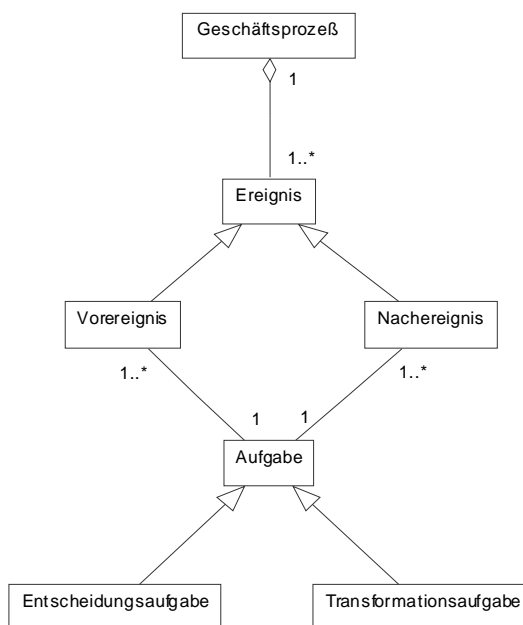 Geschäftsprozeß
1
1..*
Ereignis
Vorereignis
Nachereignis
1..*
1..*
1
1
Aufgabe
Entscheidungsaufgabe
Transformationsaufgabe